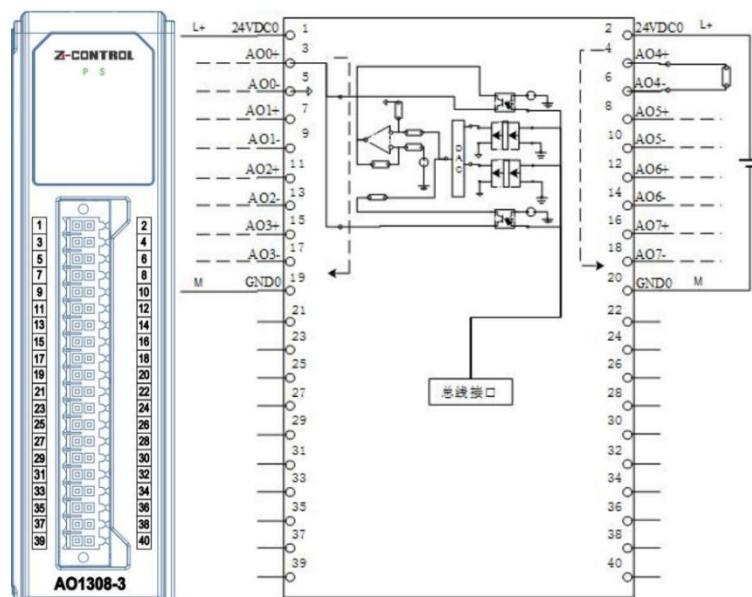 Z-CONTROL
P S
1 2
3 4
5 6
7 8
9 10
11 12
13 14
15 16
17 18
19 20
21 22
23 24
25 26
27 28
29 30
31 32
33 34
35 36
37 38
39 40
AO1308-3
L+ 24VDC0 1
AO0+ 3
AO0- 5
AO1+ 7
AO1- 9
AO2+ 11
AO2- 13
AO3+ 15
AO3- 17
M GND0 19
21
23
25
27
29
31
33
35
37
39
DAC
总线接口
2 24VDC0 L+
4 AO4+
6 AO4-
8 AO5+
10 AO5-
12 AO6+
14 AO6-
16 AO7+
18 AO7-
20 GND0 M
22
24
26
28
30
32
34
36
38
40